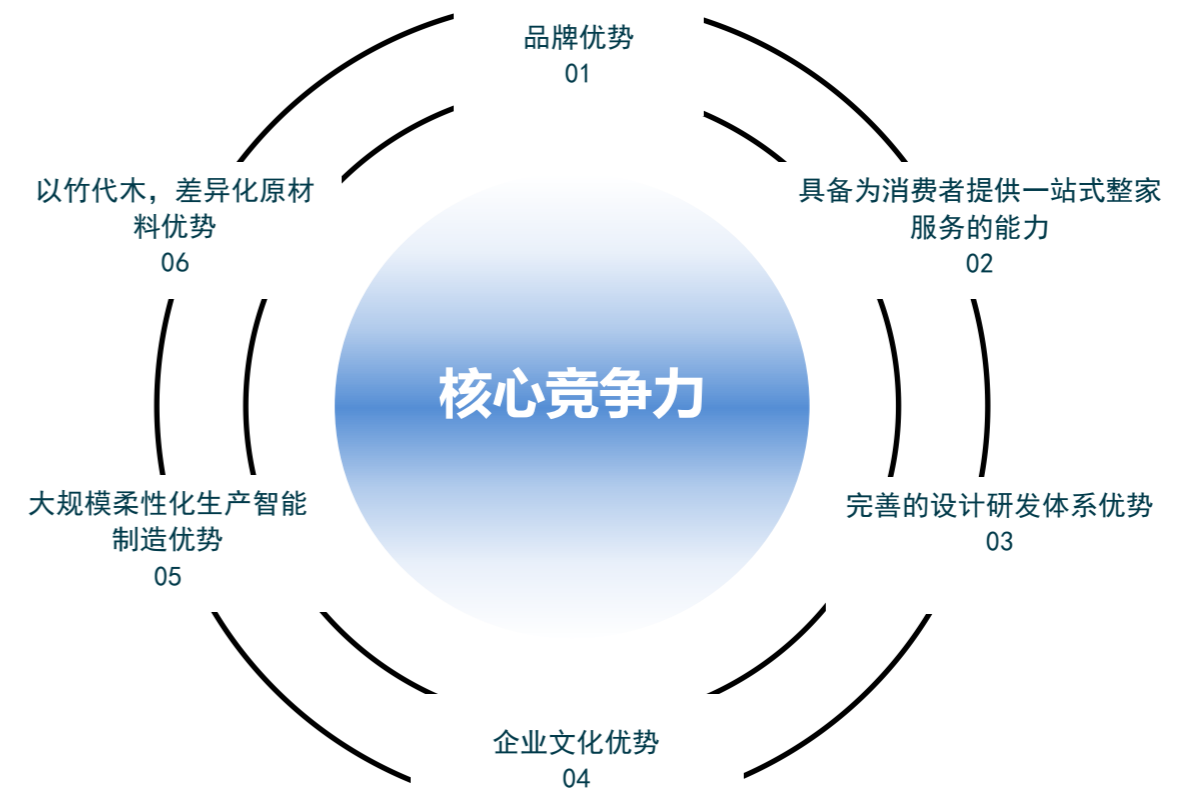 品牌优势
01
具备为消费者提供一站式整家
服务的能力
02
完善的设计研发体系优势
03
企业文化优势
04
大规模柔性化生产智能
制造优势
05
以竹代木，差异化原材
料优势
06
核心竞争力